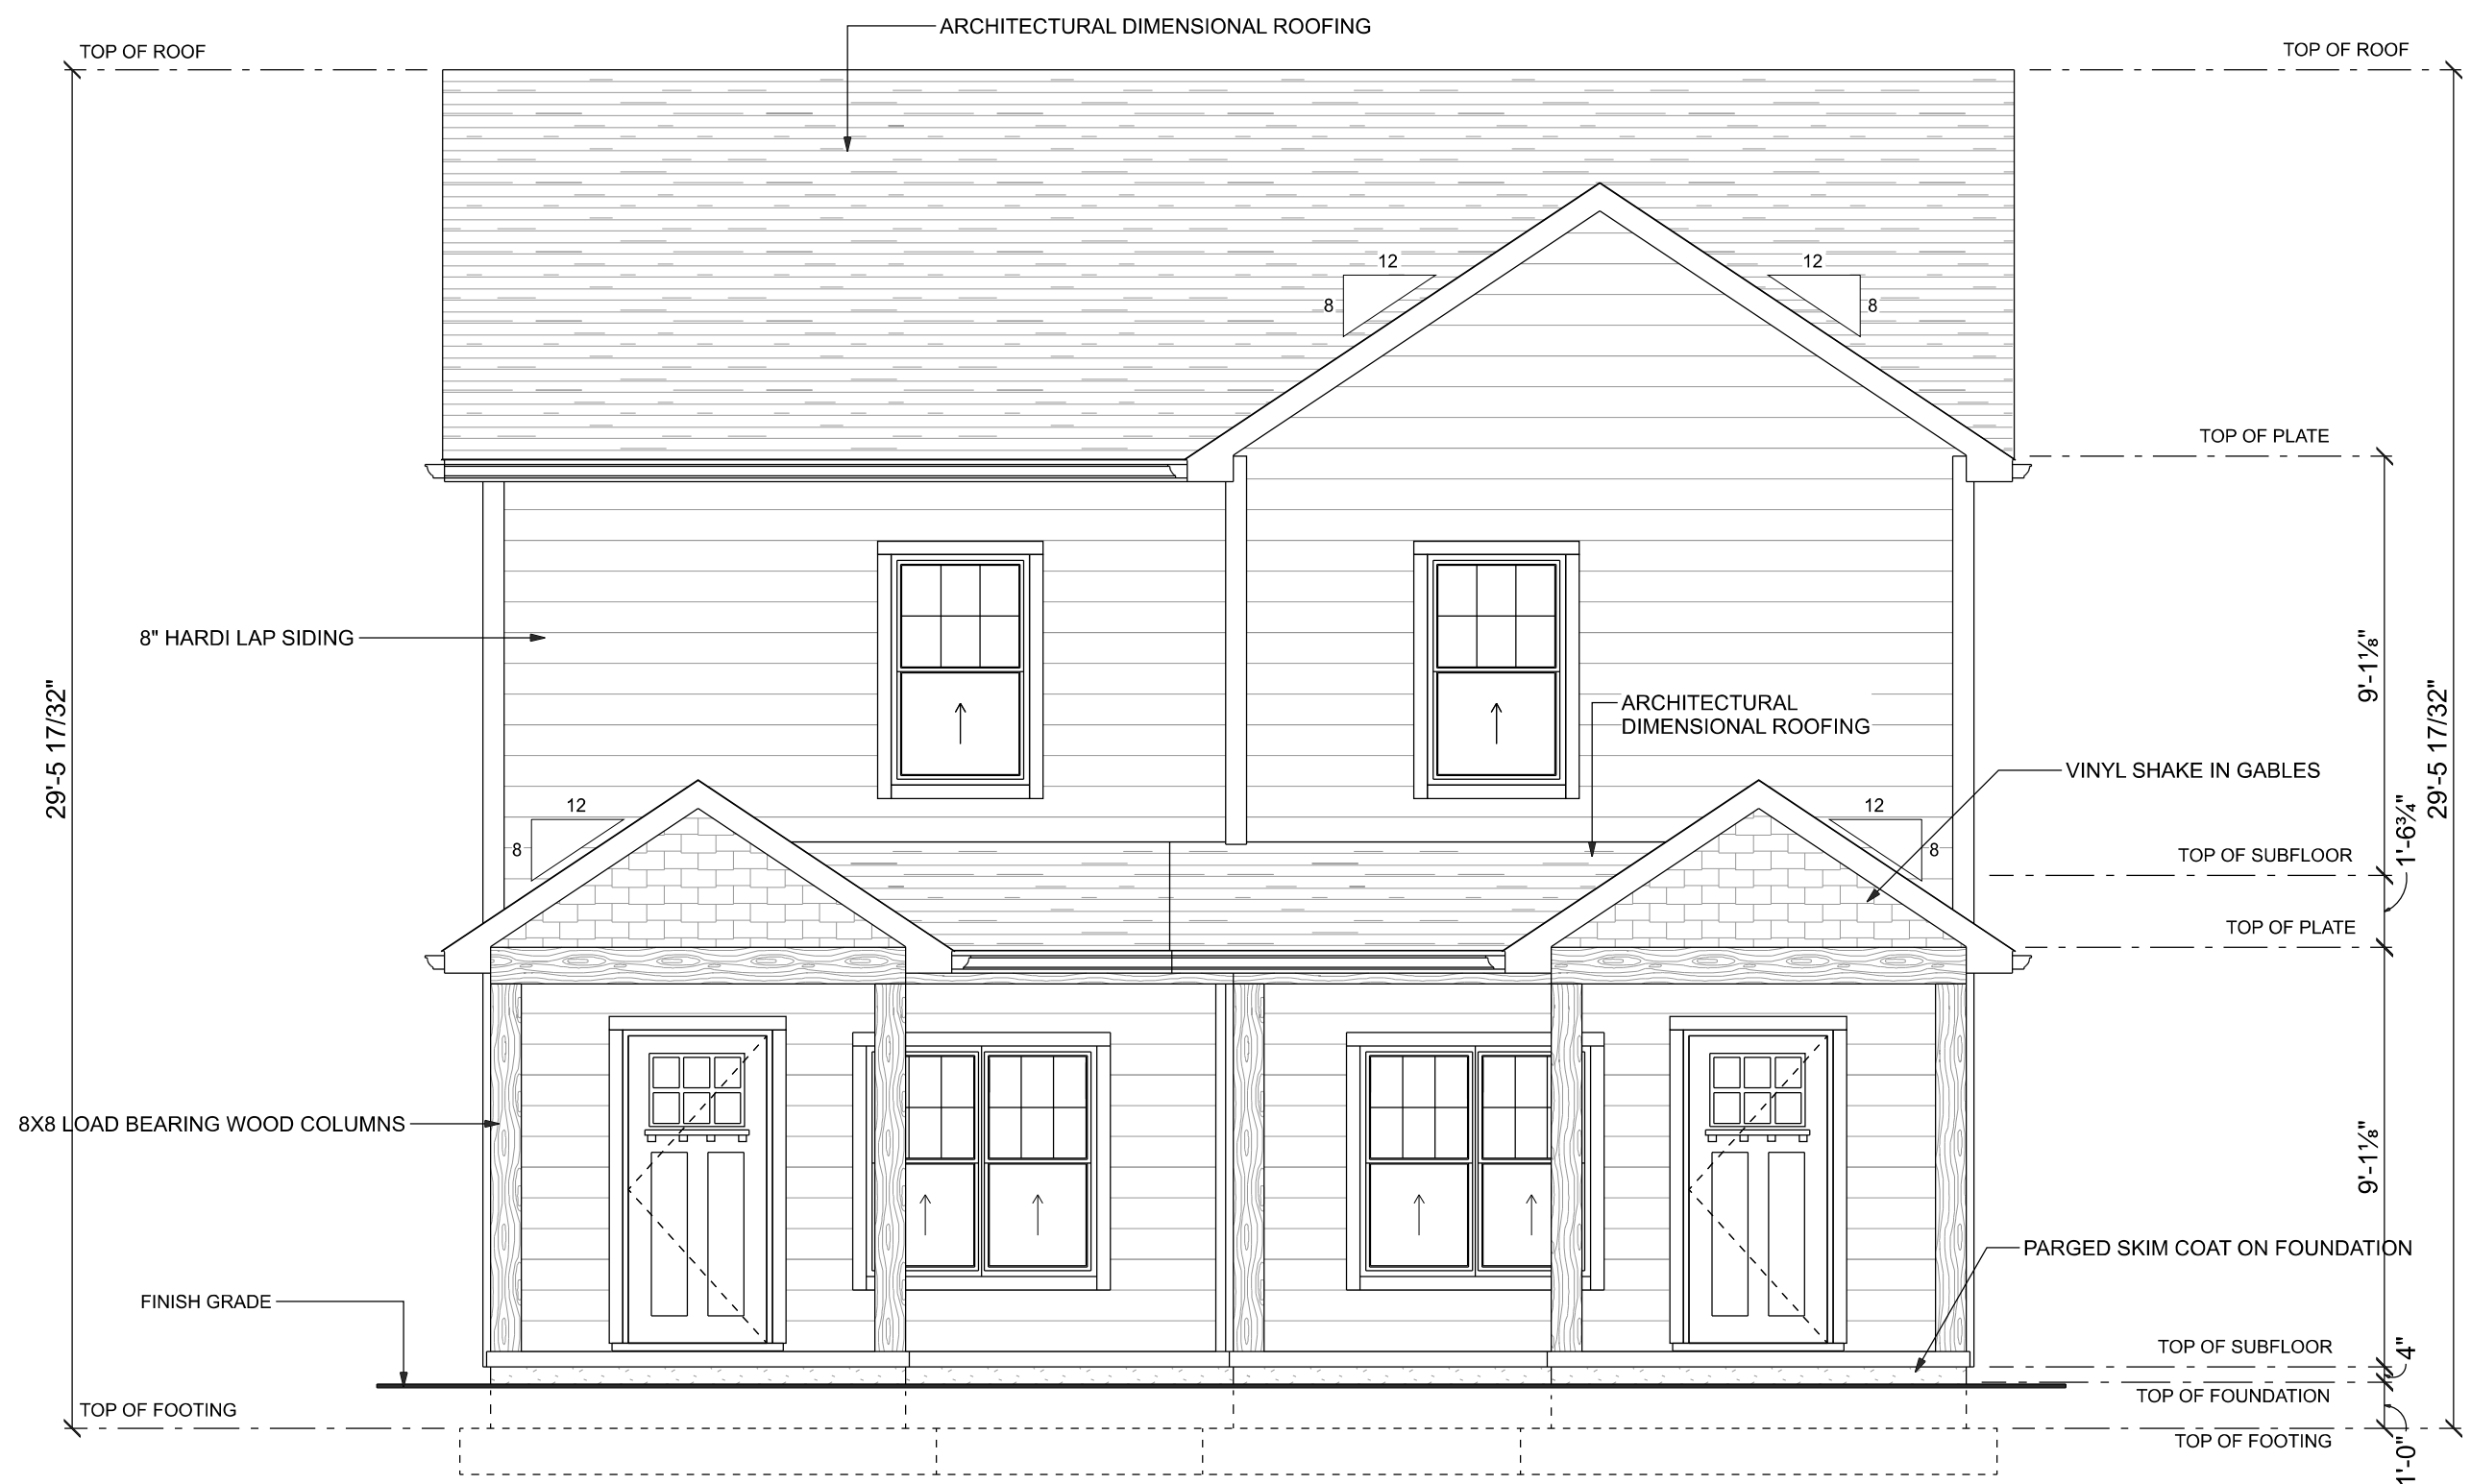 ARCHITECTURAL DIMENSIONAL ROOFING
TOP OF ROOF
TOP OF ROOF
12
12
8
8
TOP OF PLATE
8" HARDI LAP SIDING
9'-1⅛"
29'-5 17/32"
29'-5 17/32"
ARCHITECTURAL
DIMENSIONAL ROOFING
VINYL SHAKE IN GABLES
12
12
8
8
1'-6¾"
TOP OF SUBFLOOR
TOP OF PLATE
8X8 LOAD BEARING WOOD COLUMNS
9'-1⅛"
PARGED SKIM COAT ON FOUNDATION
FINISH GRADE
TOP OF SUBFLOOR
4"
TOP OF FOUNDATION
TOP OF FOOTING
TOP OF FOOTING
1'-0"